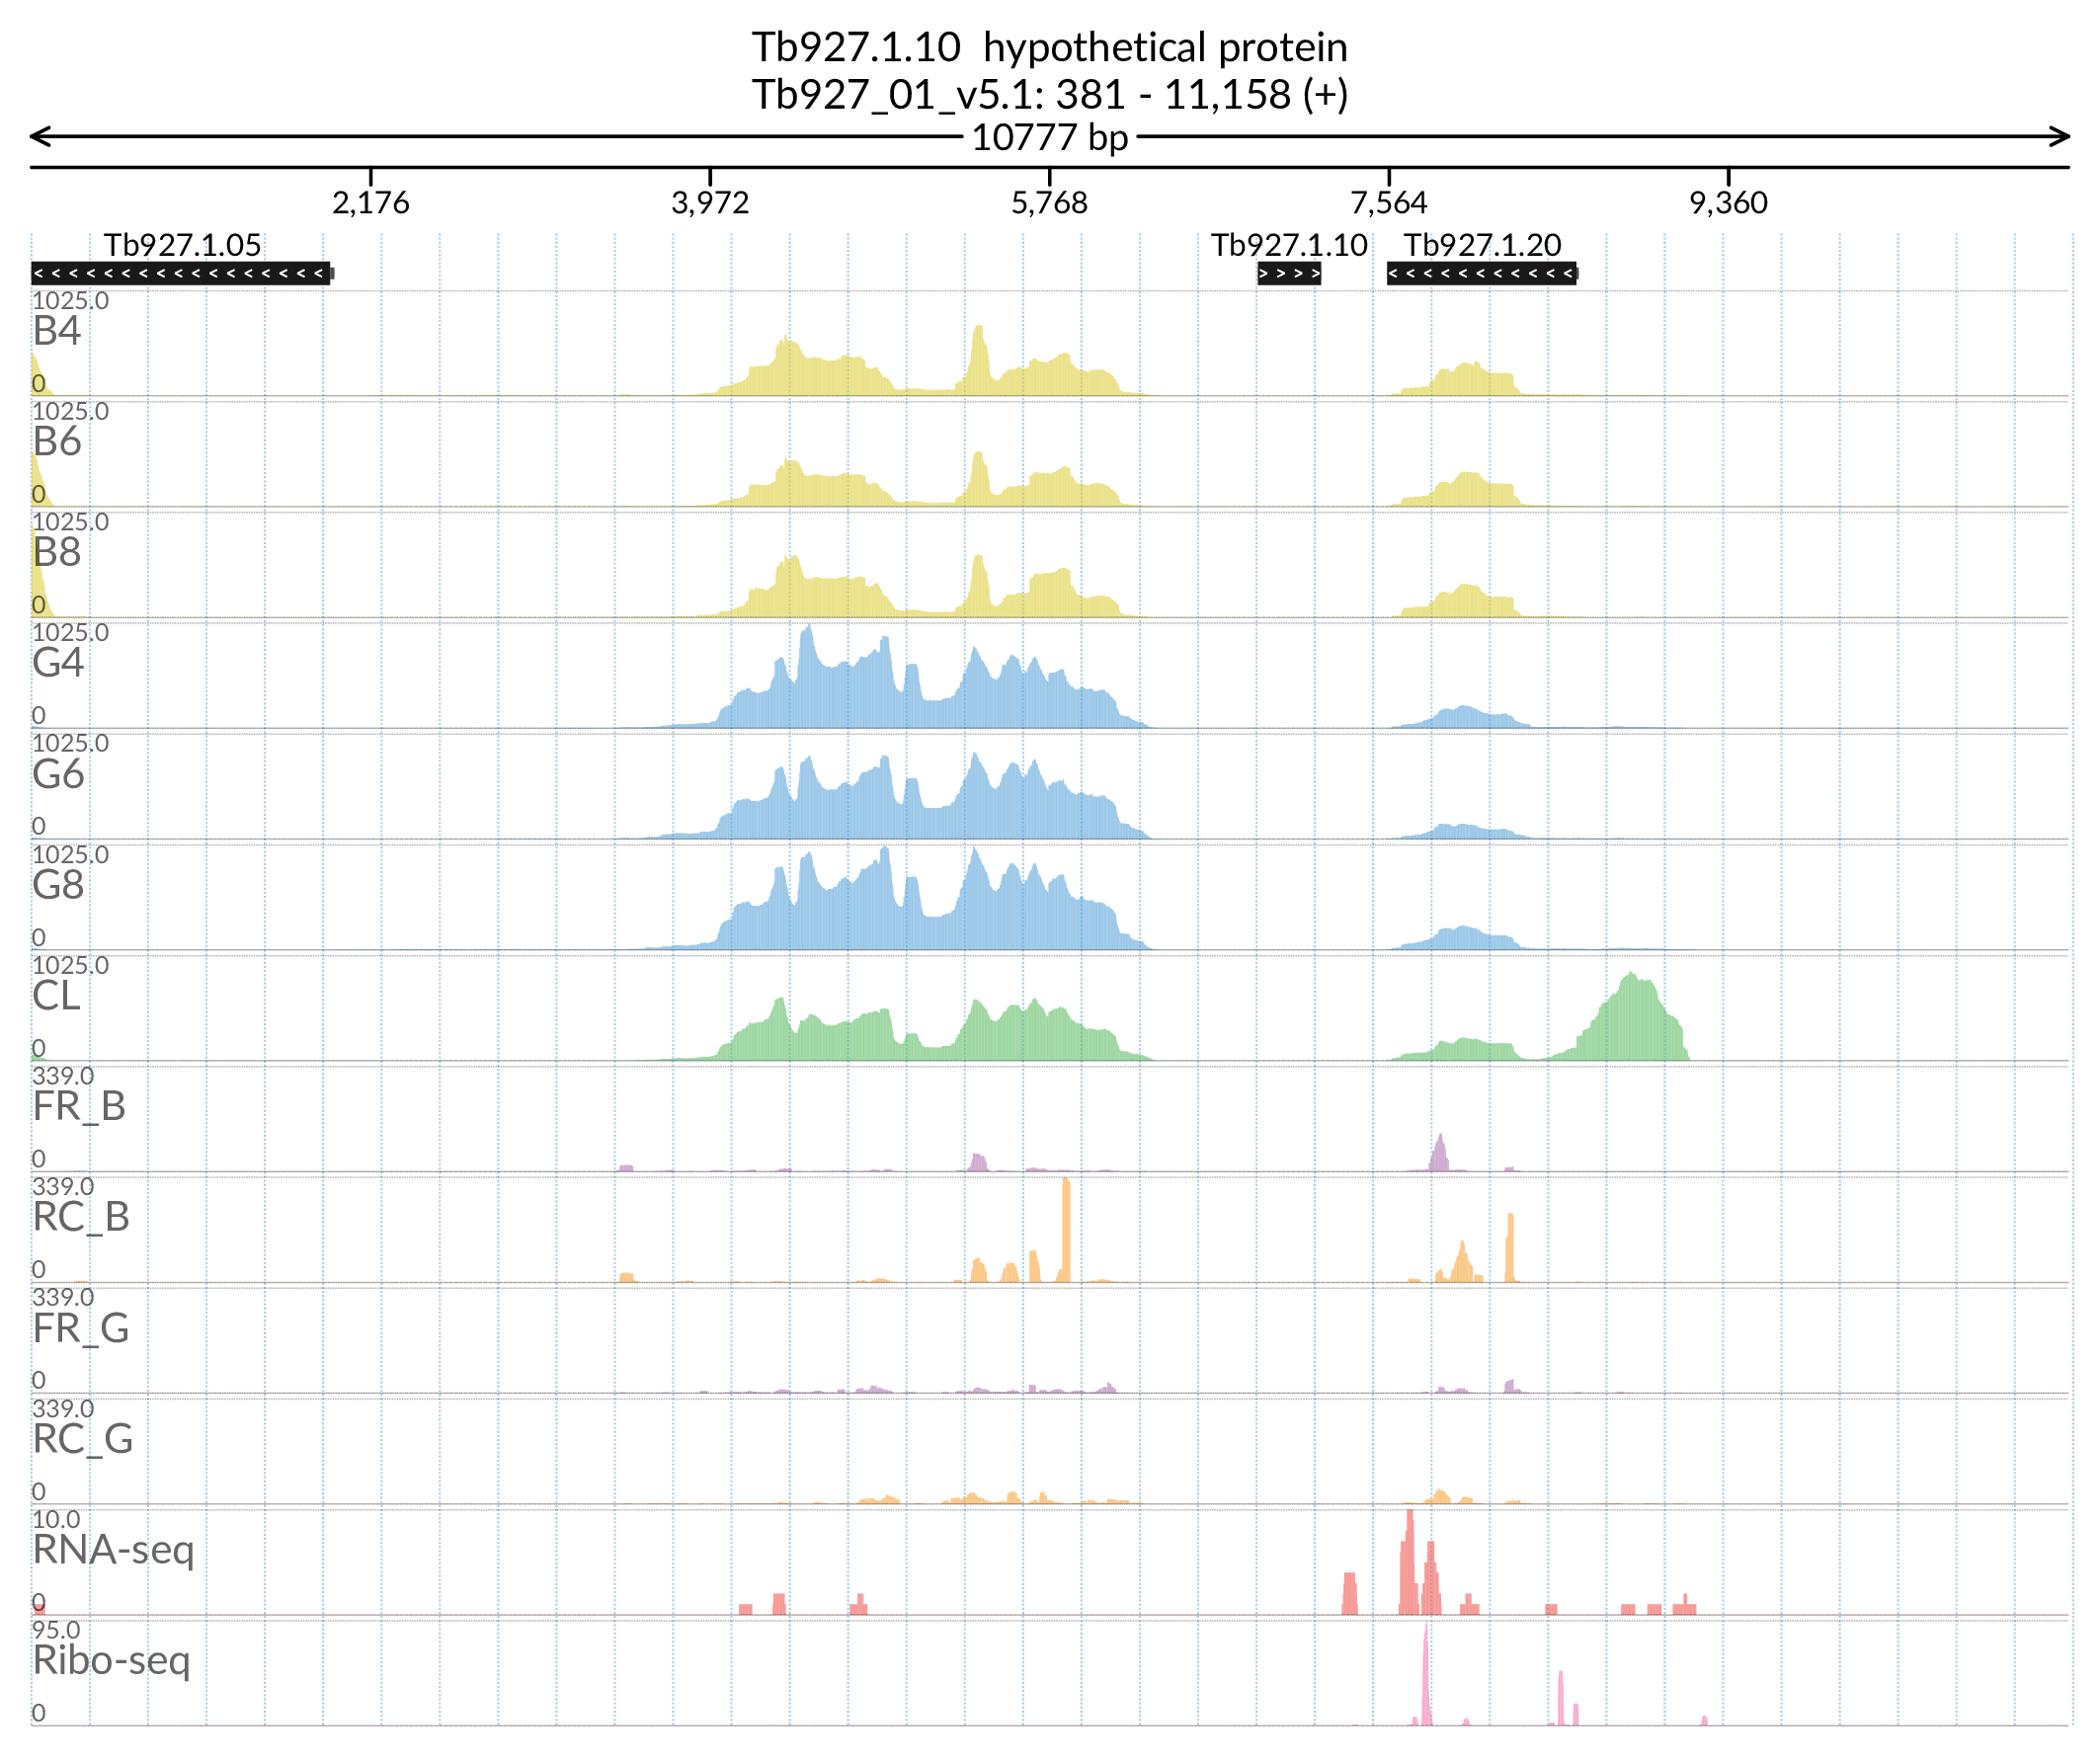 Tb927.1.10 hypothetical protein
Tb927_01_v5.1: 381 - 11,158 (+)
10777 bp
2,176 3,972 5,768 7,564 9,360
Tb927.1.05 Tb927.1.10 Tb927.1.20
1025.0
B4
0
1025.0
B6
0
1025.0
B8
0
1025.0
G4
0
1025.0
G6
0
1025.0
G8
0
1025.0
CL
0
339.0
FR_B
0
339.0
RC_B
0
339.0
FR_G
0
339.0
RC_G
0
10.0
RNA-seq
0
95.0
Ribo-seq
0